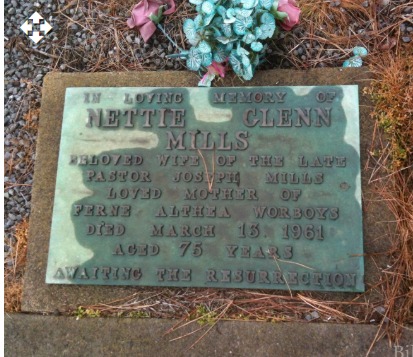 IN LOVING MEMORY OF
NETTIE GLENN
MILLS
BELOVED WIFE OF THE LATE
PASTOR JOSEPH MILLS
LOVED MOTHER OF
FERNE ALTHEA WORBOYS
DIED MARCH 13, 1961
AGED 75 YEARS
AWAITING THE RESURRECTION